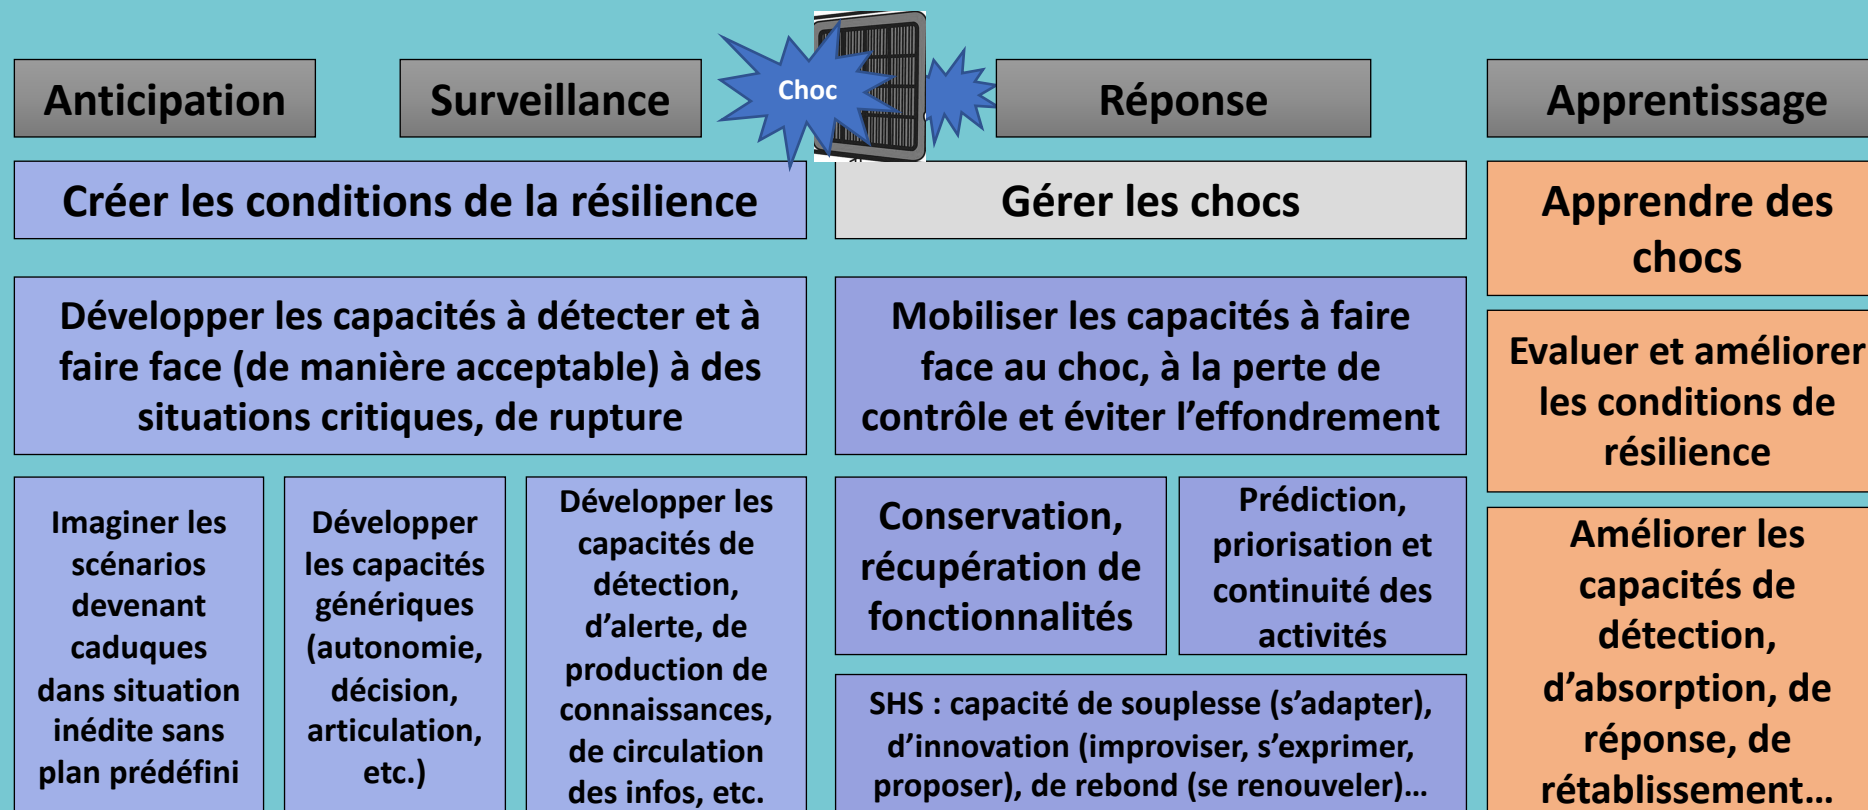 Anticipation
Surveillance
Choc
Réponse
Apprentissage
Créer les conditions de la résilience
Gérer les chocs
Apprendre des
chocs
Développer les capacités à détecter et à
faire face (de manière acceptable) à des
situations critiques, de rupture
Mobiliser les capacités à faire
face au choc, à la perte de
contrôle et éviter l’effondrement
Evaluer et améliorer
les conditions de
résilience
Imaginer les
scénarios
devenant
caduques
dans situation
inédite sans
plan prédéfini
Développer
les capacités
génériques
(autonomie,
décision,
articulation,
etc.)
Développer les
capacités de
détection,
d’alerte, de
production de
connaissances,
de circulation
des infos, etc.
Conservation,
récupération de
fonctionnalités
Prédiction,
priorisation et
continuité des
activités
SHS : capacité de souplesse (s’adapter),
d’innovation (improviser, s’exprimer,
proposer), de rebond (se renouveler)…
Améliorer les
capacités de
détection,
d’absorption, de
réponse, de
rétablissement…